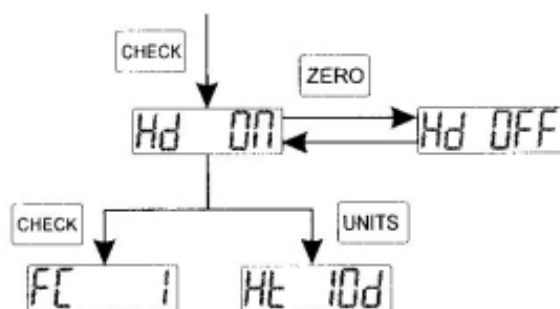 CHECK
ZERO
Hd ON
Hd OFF
CHECK
UNITS
FC 1
Ht 10d